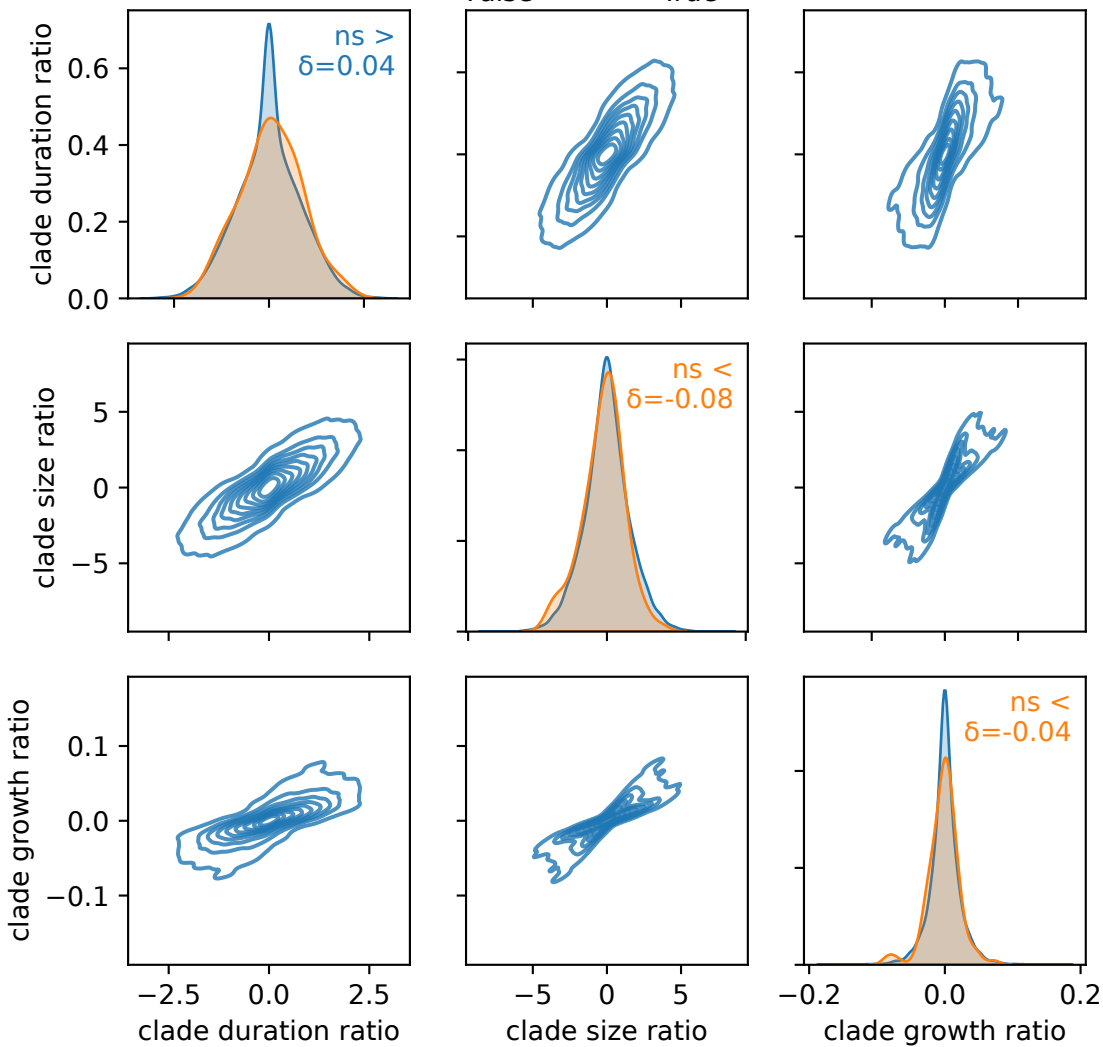 clade duration ratio
0.6
0.4
0.2
0.0
ns >
δ=0.04
clade size ratio
5
0
−5
ns <
δ=-0.08
clade growth ratio
0.1
0.0
−0.1
ns <
δ=-0.04
−2.5 0.0 2.5
−5 0 5
−0.2 0.0 0.2
clade duration ratio
clade size ratio
clade growth ratio